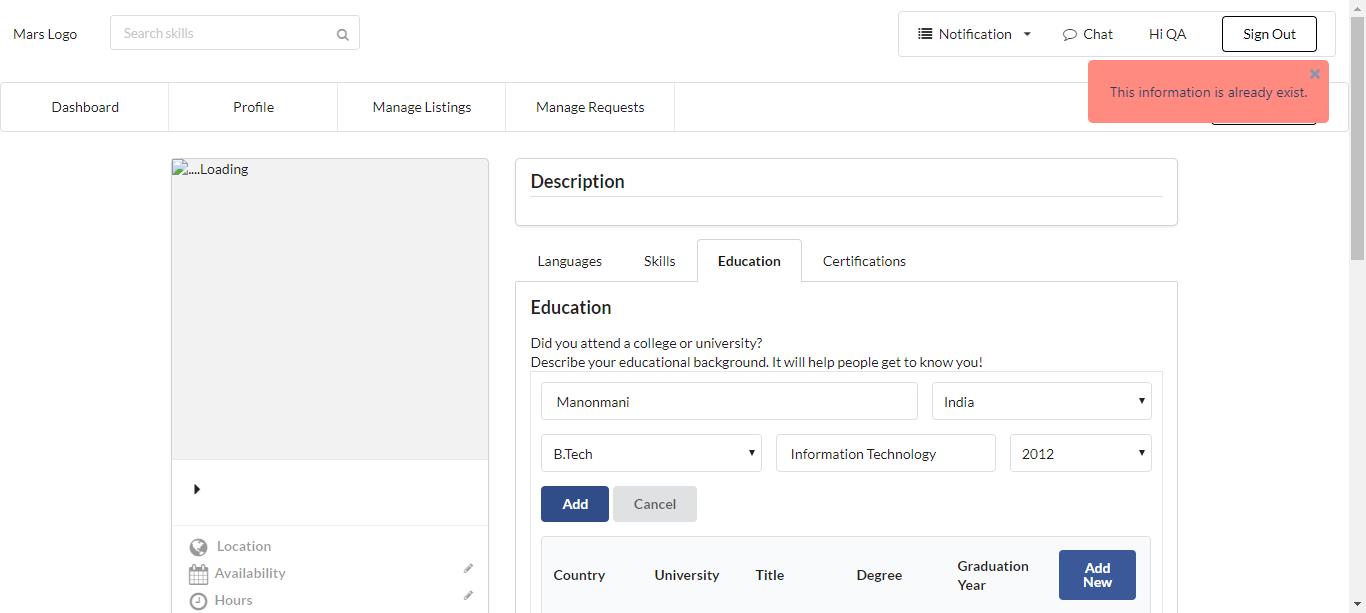 Mars Logo
Search skills
Notification
Chat
Hi QA
Sign Out
This information is already exist.
Dashboard
Profile
Manage Listings
Manage Requests
....Loading
Description
Languages
Skills
Education
Certifications
Education
Did you attend a college or university?
Describe your educational background. It will help people get to know you!
Manonmani
India
B.Tech
Information Technology
2012
Add
Cancel
Country
University
Title
Degree
Graduation
Year
Add
New
Location
Availability
Hours